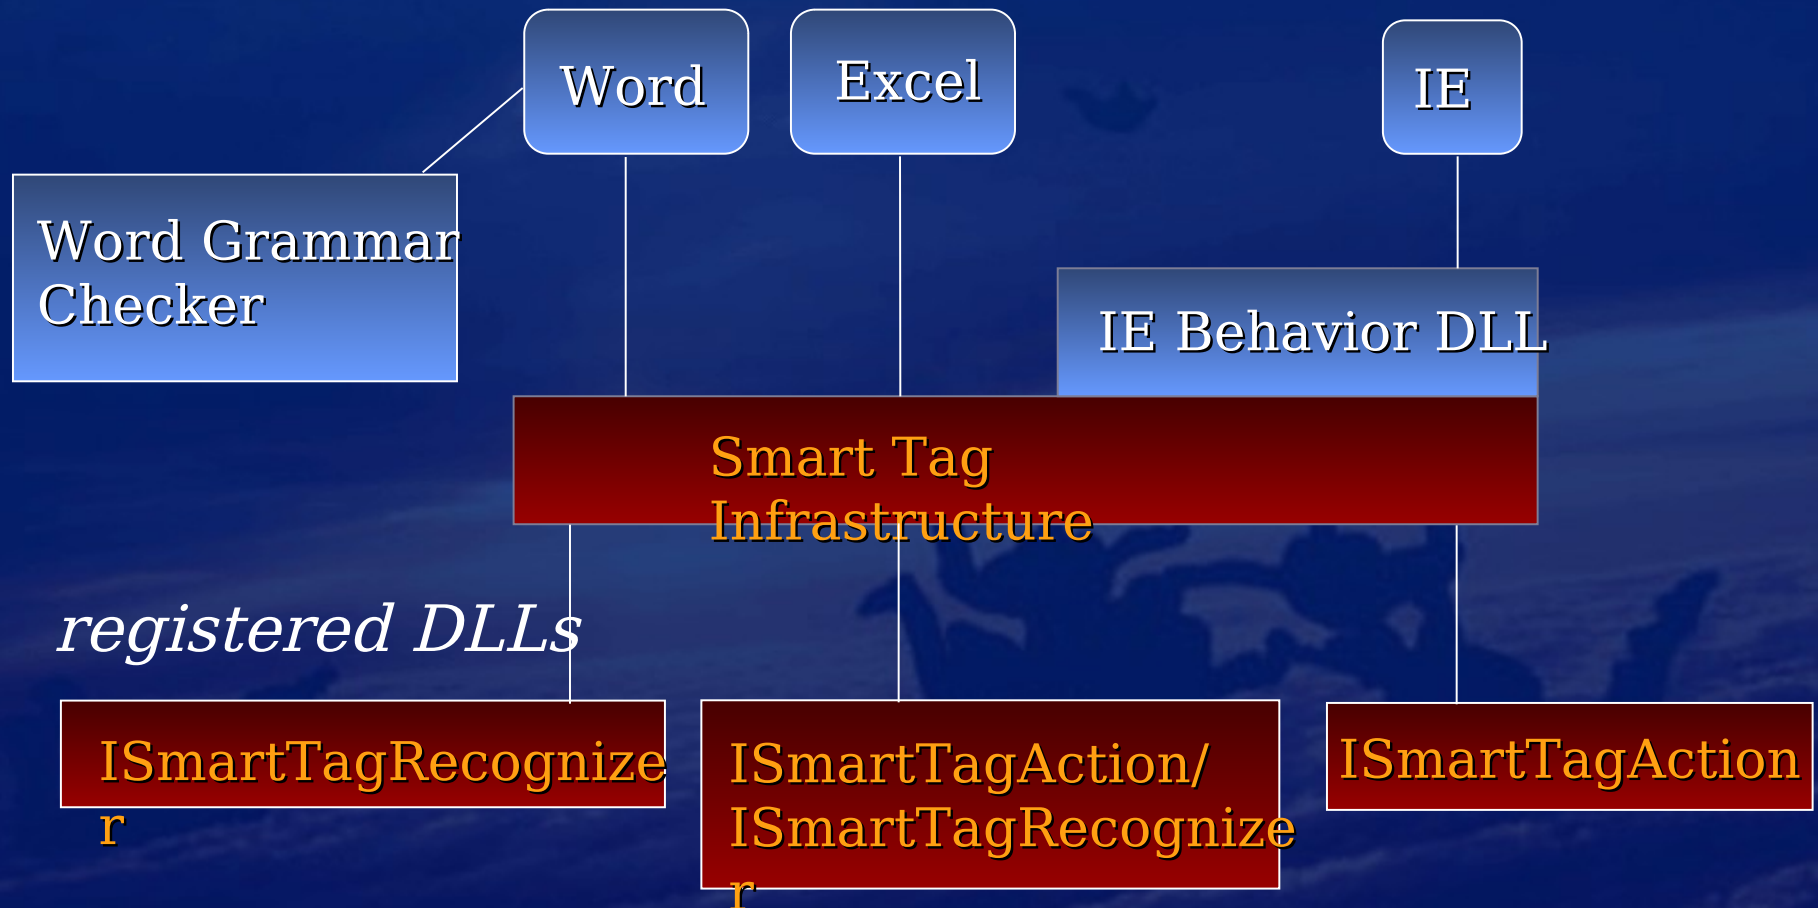 Word
Excel
IE
Word Grammar
Checker
IE Behavior DLL
Smart Tag
Infrastructure
registered DLLs
ISmartTagRecognize
r
ISmartTagAction/
ISmartTagRecognize
r
ISmartTagAction